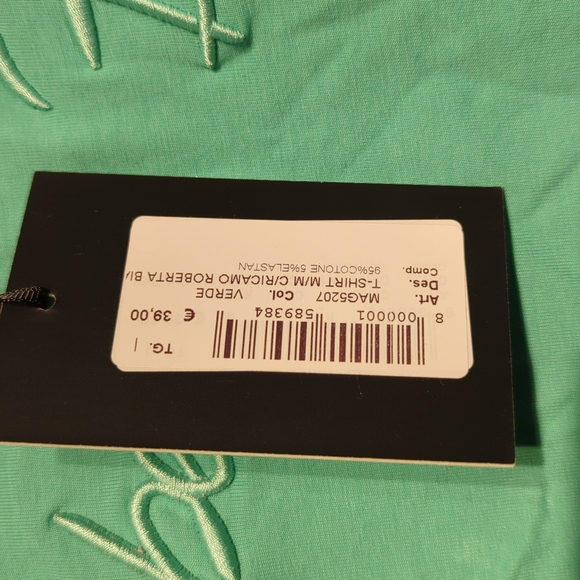 TG. |
8 000001 589384 € 39,00
Art. MAG5207 Col. VERDE
Des. T-SHIRT M/M C/RICAMO ROBERTA
Comp. 95%COTONE 5%ELASTAN